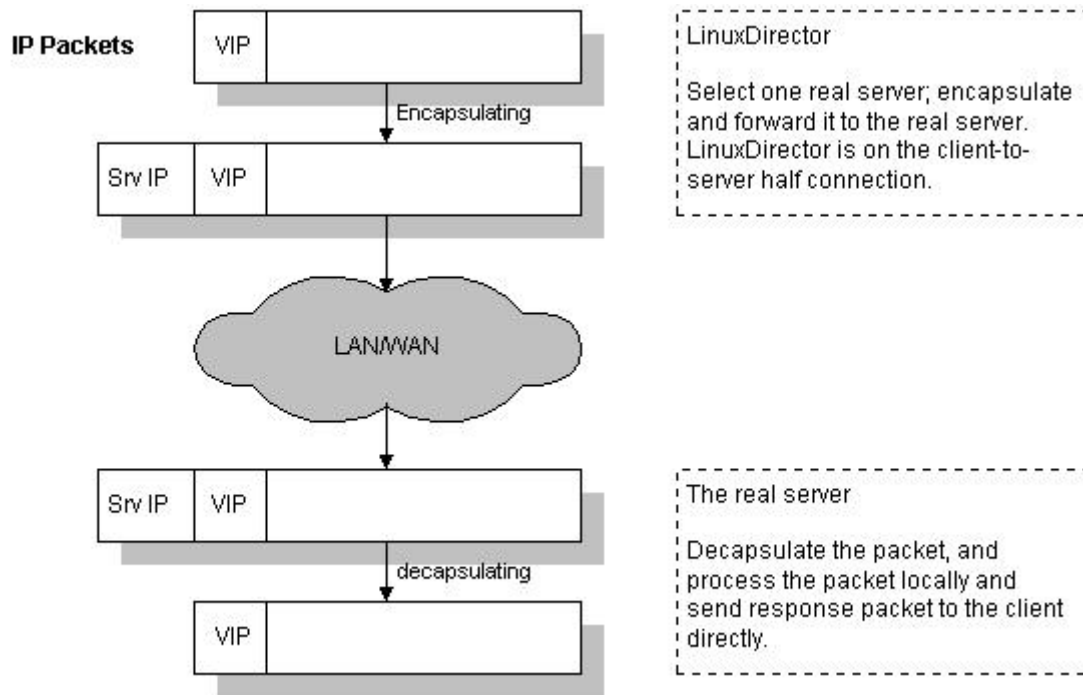 IP Packets
VIP
Encapsulating
Srv IP VIP
LAN/WAN
Srv IP VIP
decapsulating
VIP
LinuxDirector
Select one real server; encapsulate
and forward it to the real server.
LinuxDirector is on the client-to-
server half connection.
The real server
Decapsulate the packet, and
process the packet locally and
send response packet to the client
directly.